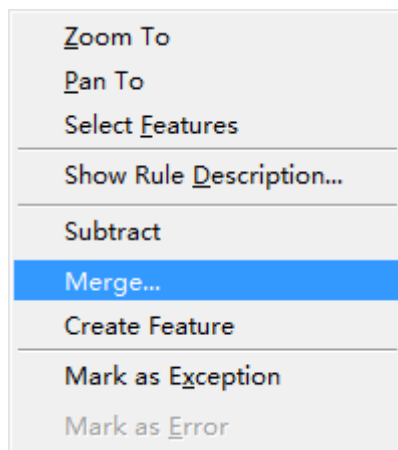 Zoom To
Pan To
Select Features
Show Rule Description...
Subtract
Merge...
Create Feature
Mark as Exception
Mark as Error